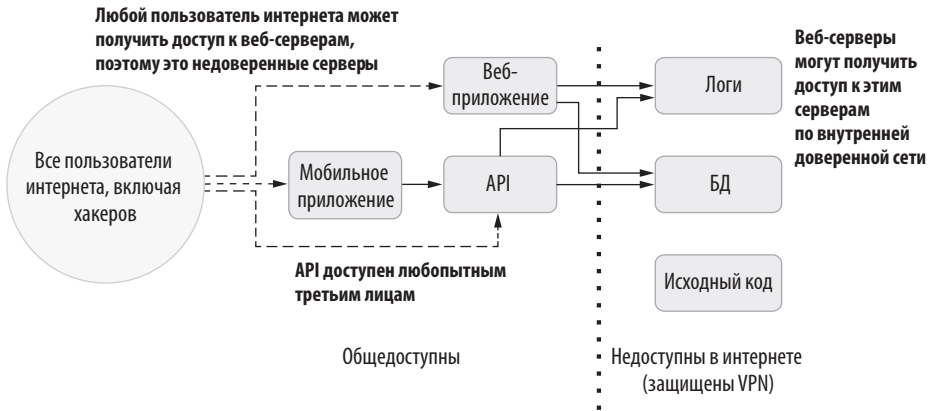 Любой пользователь интернета может
получить доступ к веб-серверам,
поэтому это недоверенные серверы
Веб-
приложение
Логи
Веб-серверы
могут получить
доступ к этим
серверам
по внутренней
доверенной сети
Все пользователи
интернета, включая
хакеров
Мобильное
приложение
API
БД
API доступен любопытным
третьим лицам
Исходный код
Общедоступны
Недоступны в интернете
(защищены VPN)